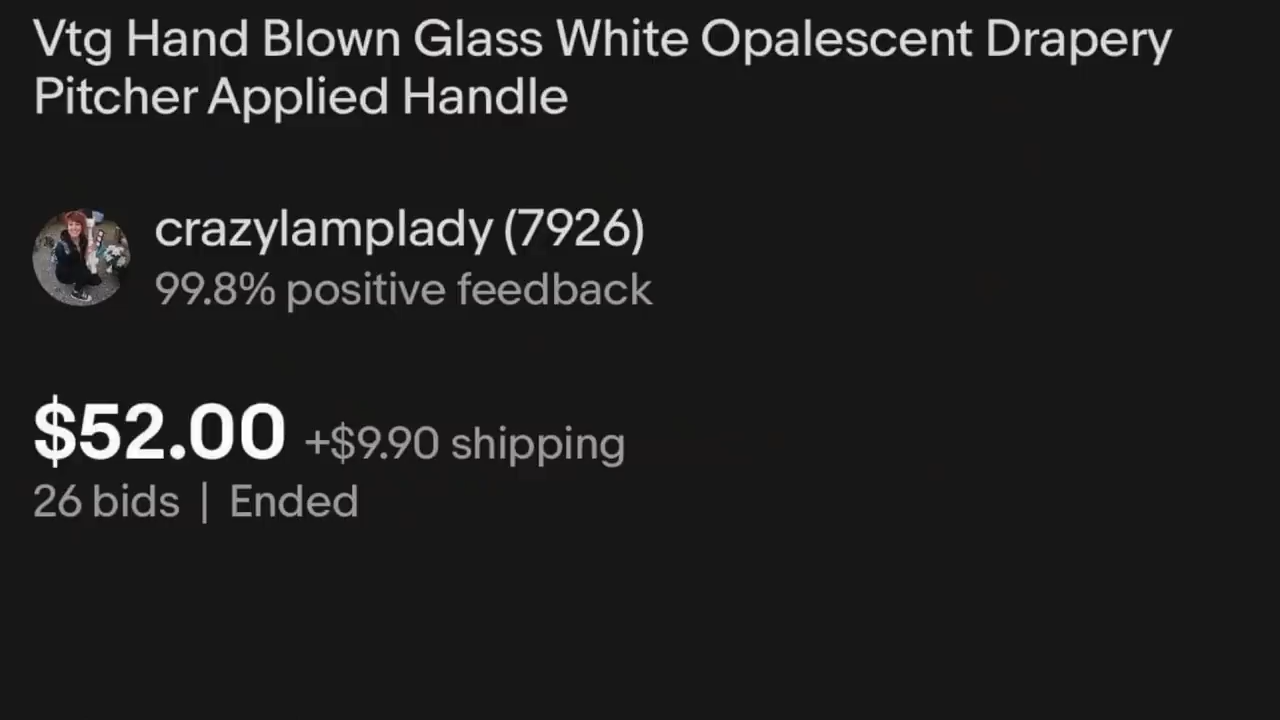 Vtg Hand Blown Glass White Opalescent Drapery
Pitcher Applied Handle
crazylamplady (7926)
99.8% positive feedback
$52.00 +$9.90 shipping
26 bids | Ended